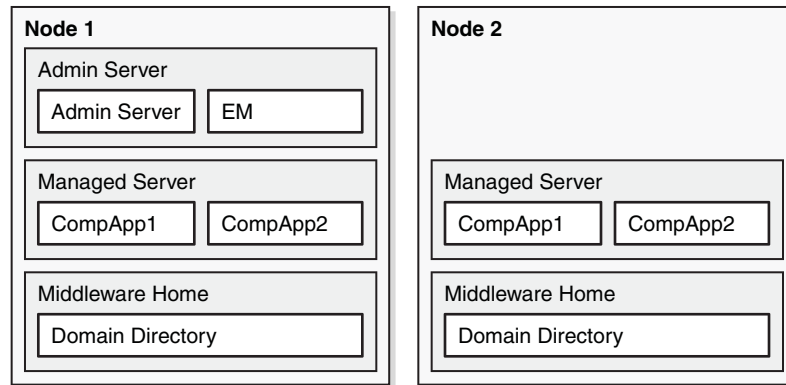 Node 1
Admin Server
Admin Server
EM
Managed Server
CompApp1
CompApp2
Middleware Home
Domain Directory
Node 2
Managed Server
CompApp1
CompApp2
Middleware Home
Domain Directory